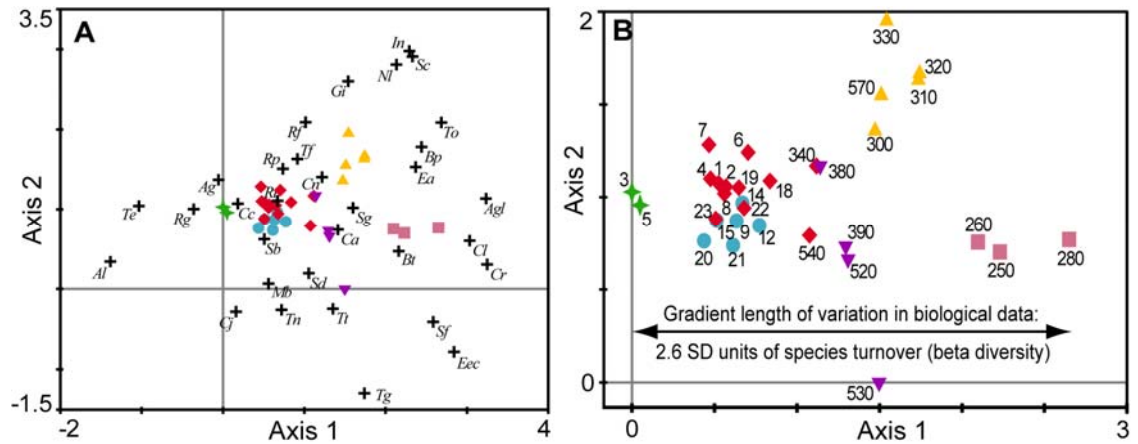 3.5
A
In
Sc
Nl
Gi
Rf
To
Tf
Bp
Rp
Ea
Cn
Ag
Te
Rg
Cc
Sg
Agl
Ca
Sb
Cl
Bt
Al
Cr
Sd
Mb
Cj
Tn
Tt
Sf
Eec
Tg
Axis 2
-1.5
-2
Axis 1
4
B
2
330
320
310
570
300
7
6
340
380
4
1
2
19
18
3
5
8
14
23
22
15
9
12
20
21
540
390
520
260
250
280
Gradient length of variation in biological data:
2.6 SD units of species turnover (beta diversity)
530
Axis 2
0
0
Axis 1
3